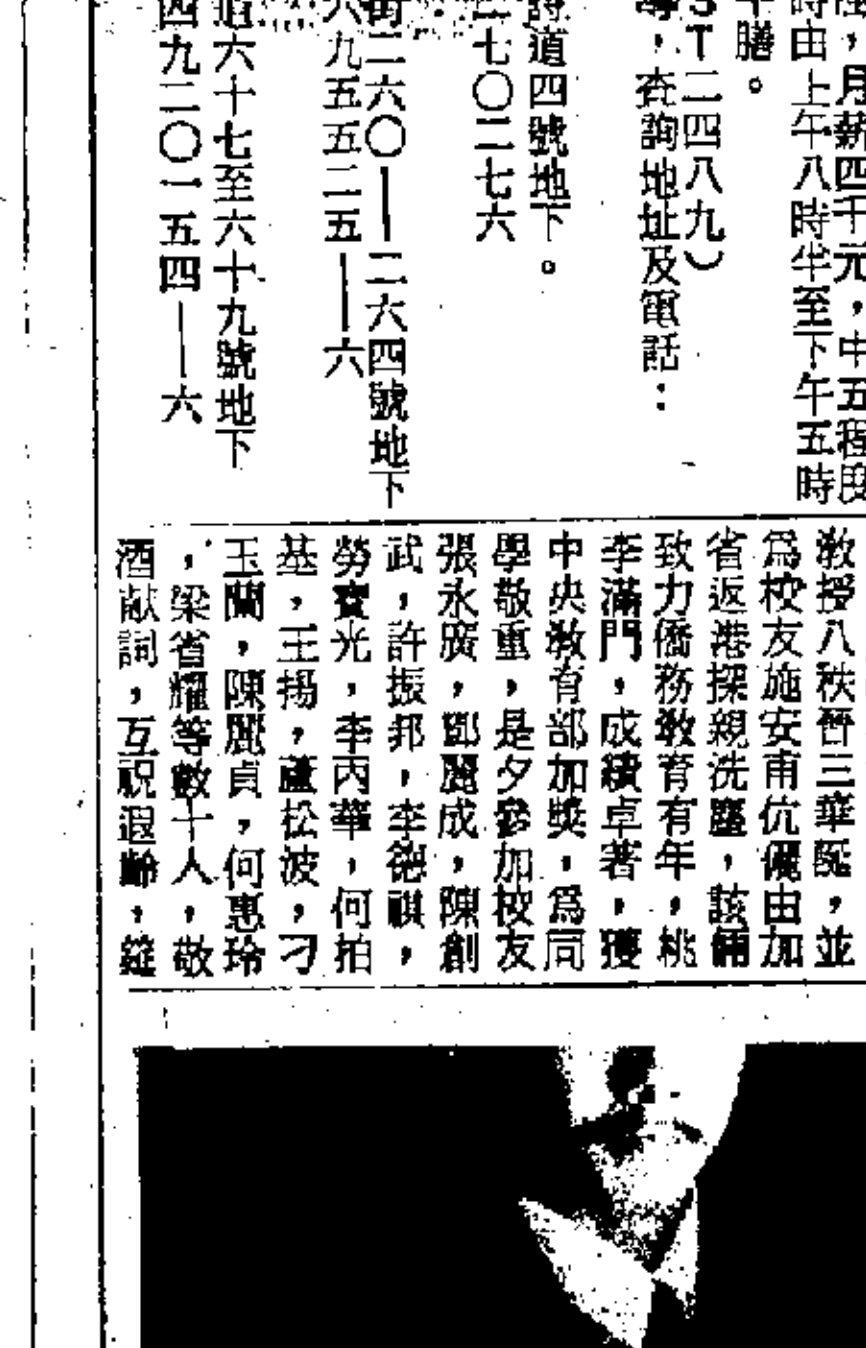 月薪四千元，中五程度
時由上午八時半至下午五時
膳。
ST二四八九）
，查詢地址及電話：
道四號地下。
七〇二七六
街二六〇——二六四號地下
九五五二五——六
道六十七至六十九號地下
四九二〇一五四——六
教授八秩晉三華誕，並
爲校友施安甫伉儷由加
省返港探親洗塵，該倆
致力僑務教育有年，桃
李滿門，成績卓著，獲
中央教育部加獎，爲同
學敬重，是夕參加校友
張永廣，鄧麗成，陳創
武，許振邦，李德祺，
勞寶光，李丙華，何拍
基，王揚，蘆松波，刁
玉蘭，陳麗貞，何惠玲
，梁省耀等數十人，敬
酒献詞，互祝遐齡，筵